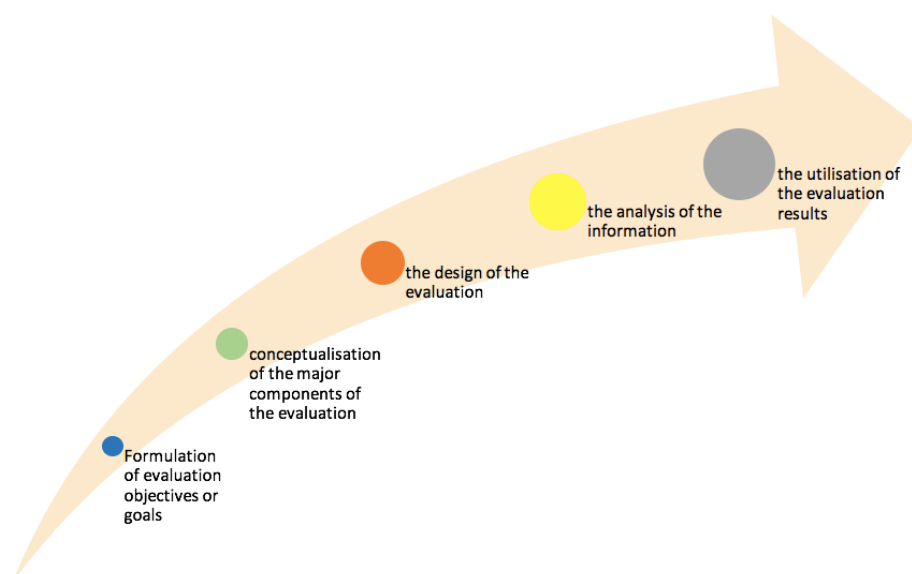 Formulation
of evaluation
objectives or
goals
conceptualisation
of the major
components of
the evaluation
the design of the
evaluation
the analysis of the
information
the utilisation of
the evaluation
results